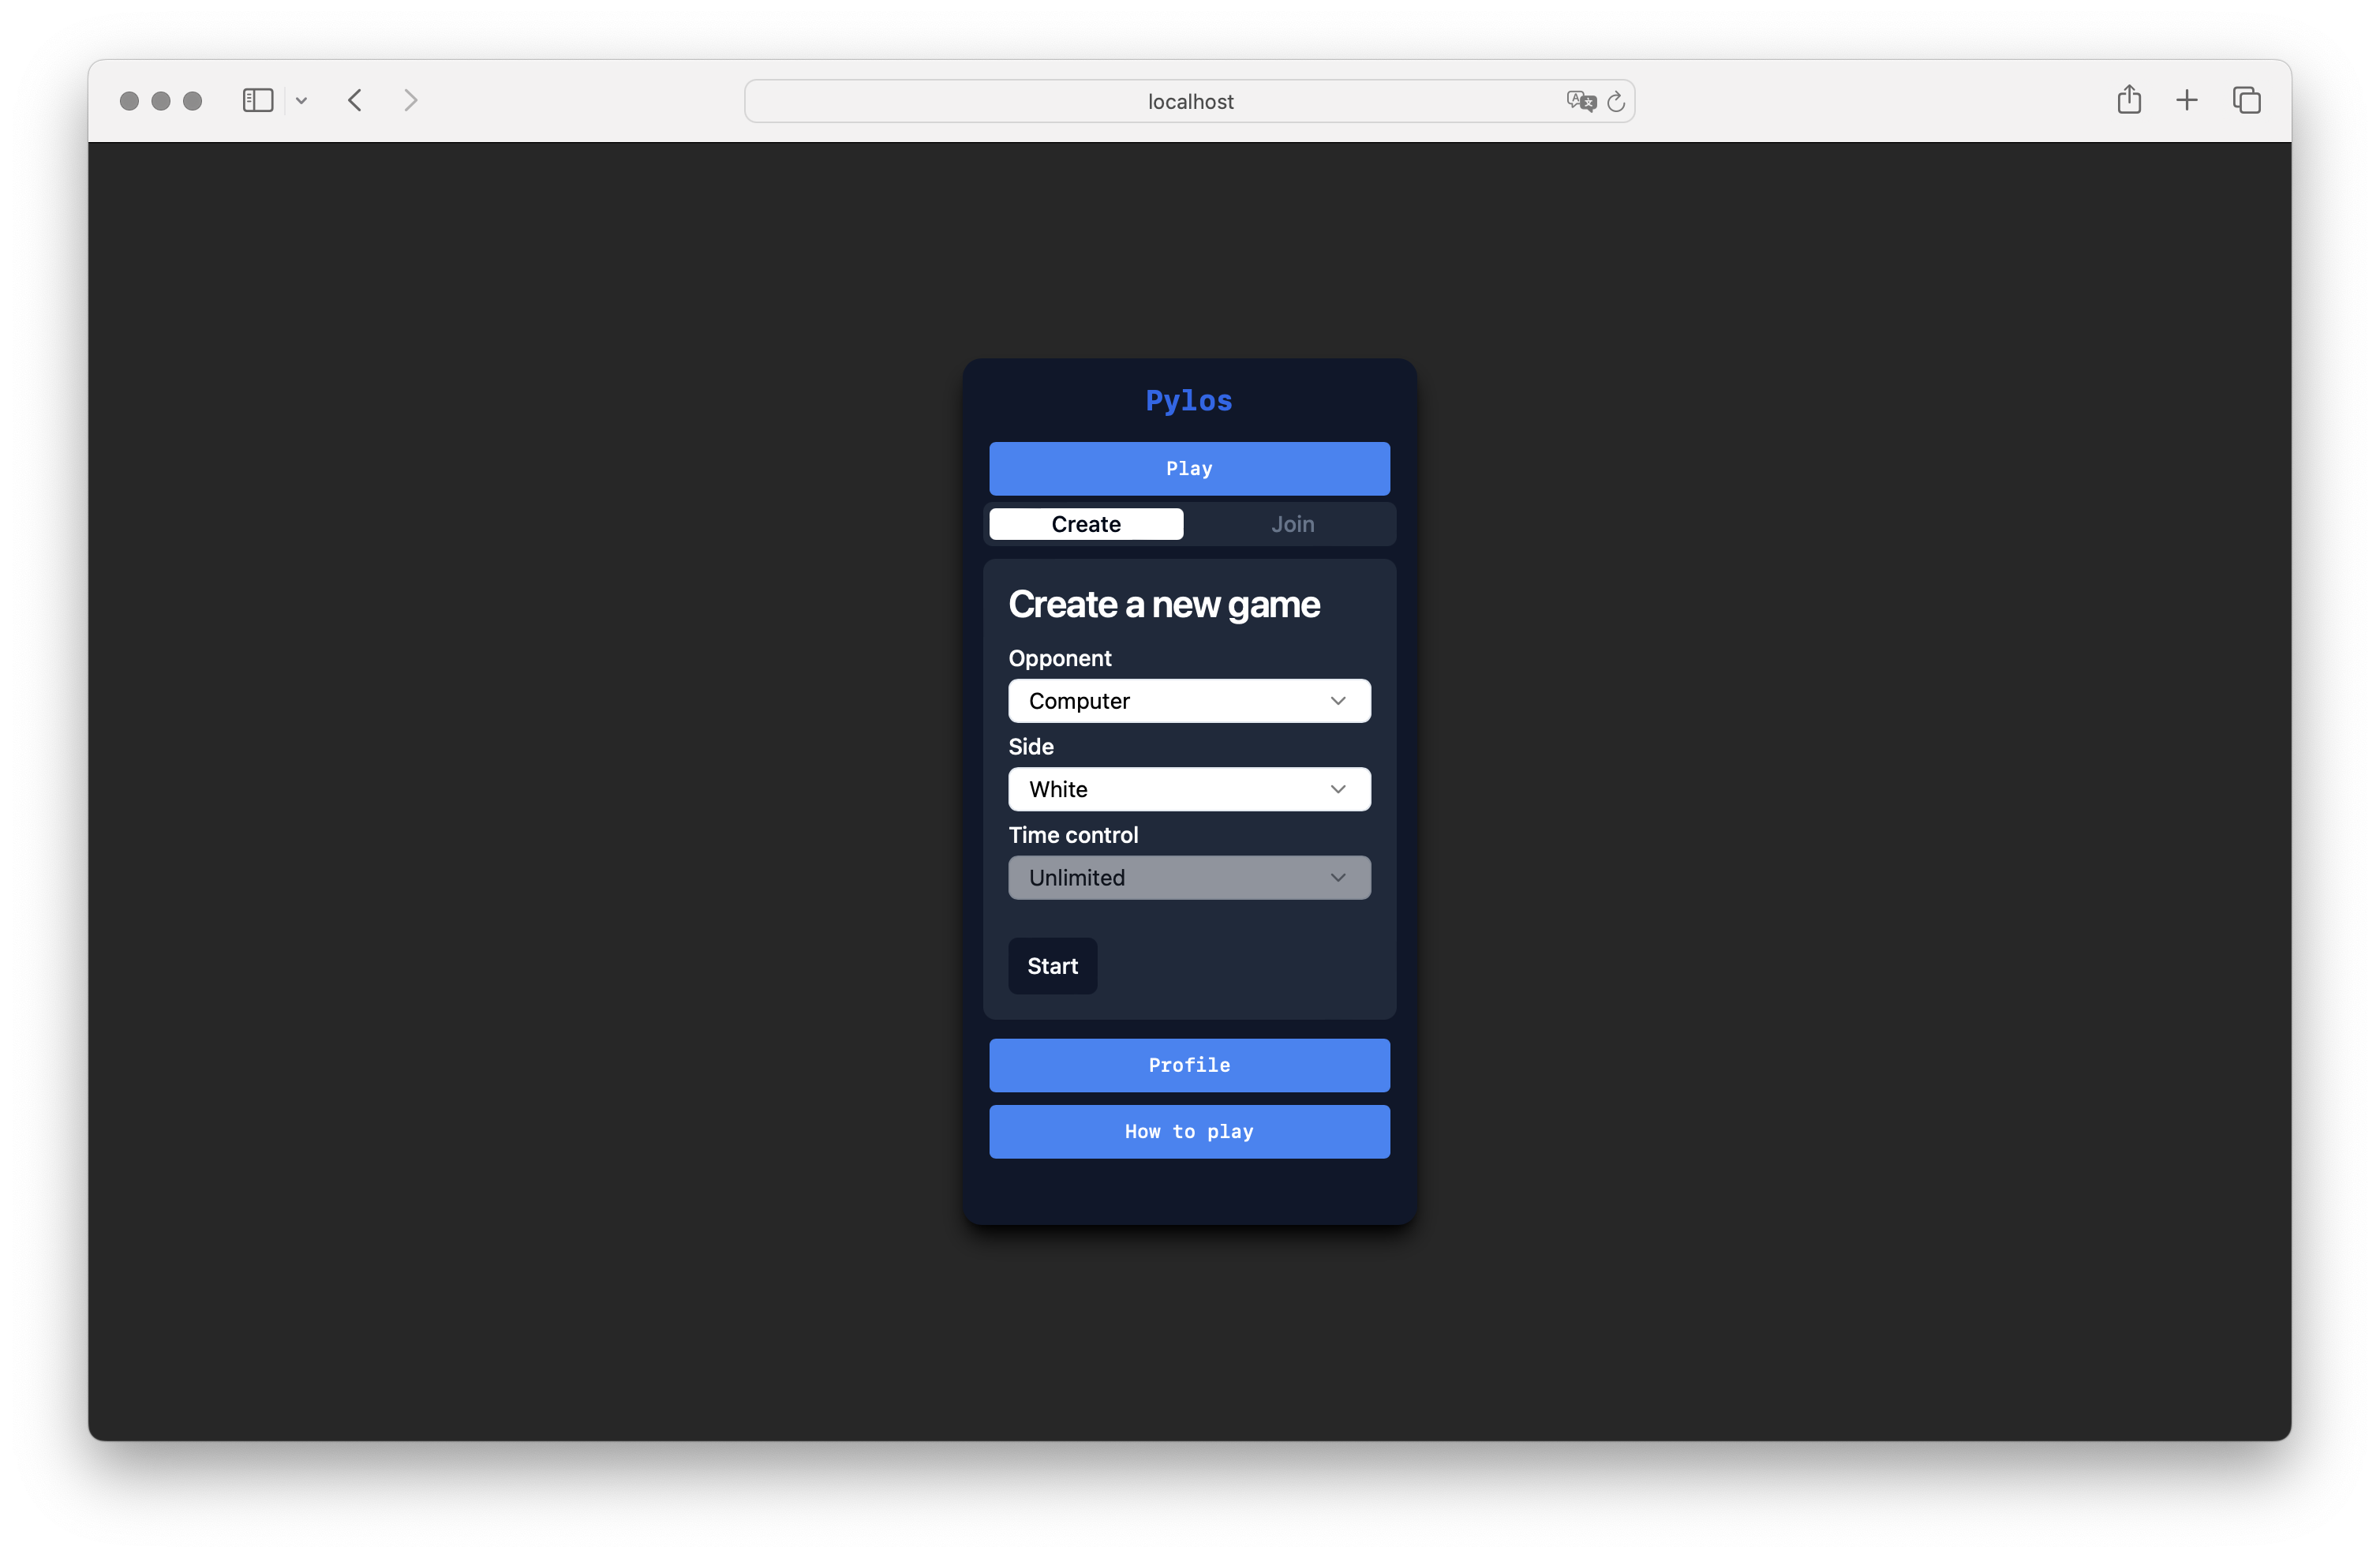 localhost
Pylos
Play
Create Join
Create a new game
Opponent
Computer
Side
White
Time control
Unlimited
Start
Profile
How to play